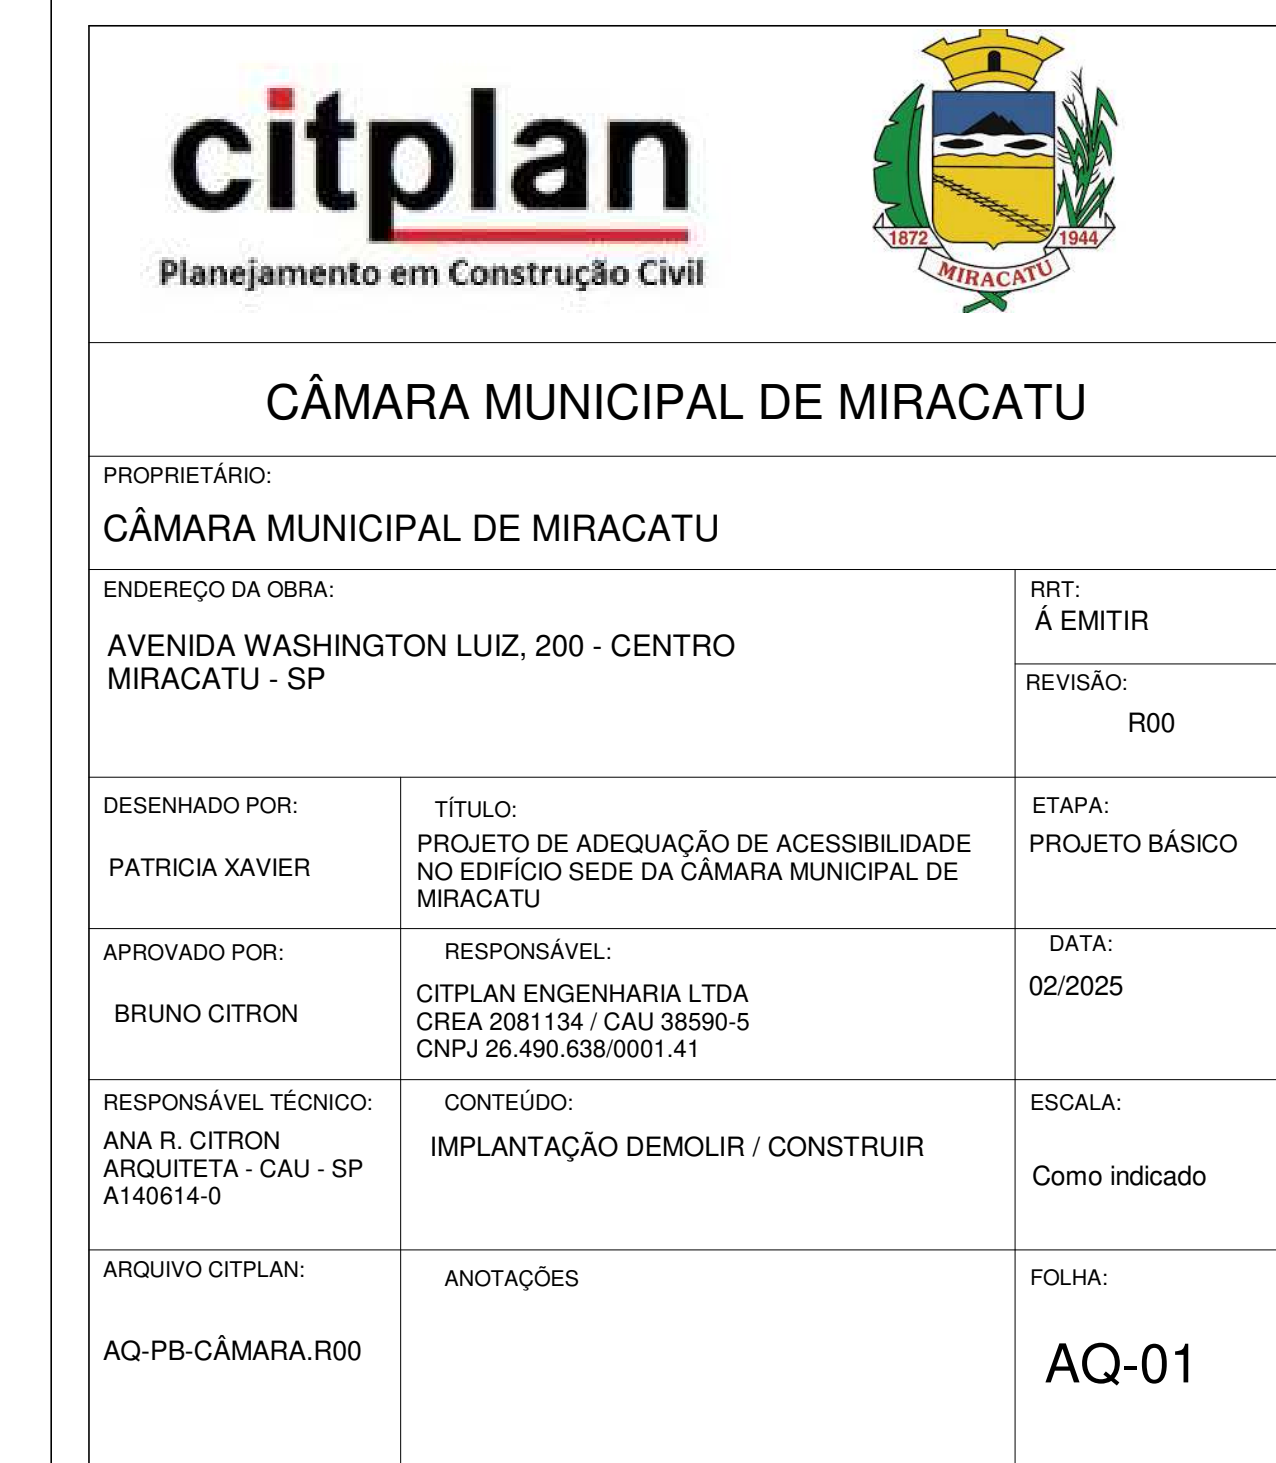 citplan
Planejamento em Construção Civil
1872
1944
MIRACATU
CÂMARA MUNICIPAL DE MIRACATU
PROPRIETÁRIO:
CÂMARA MUNICIPAL DE MIRACATU
ENDEREÇO DA OBRA:
AVENIDA WASHINGTON LUIZ, 200 - CENTRO
MIRACATU - SP
RRT:
Á EMITIR
REVISÃO:
R00
DESENHADO POR:
PATRICIA XAVIER
TÍTULO:
PROJETO DE ADEQUAÇÃO DE ACESSIBILIDADE
NO EDIFÍCIO SEDE DA CÂMARA MUNICIPAL DE
MIRACATU
ETAPA:
PROJETO BÁSICO
APROVADO POR:
BRUNO CITRON
RESPONSÁVEL:
CITPLAN ENGENHARIA LTDA
CREA 2081134 / CAU 38590-5
CNPJ 26.490.638/0001.41
DATA:
02/2025
RESPONSÁVEL TÉCNICO:
ANA R. CITRON
ARQUITETA - CAU - SP
A140614-0
CONTEÚDO:
IMPLANTAÇÃO DEMOLIR / CONSTRUIR
ESCALA:
Como indicado
ARQUIVO CITPLAN:
AQ-PB-CÂMARA.R00
ANOTAÇÕES
FOLHA:
AQ-01